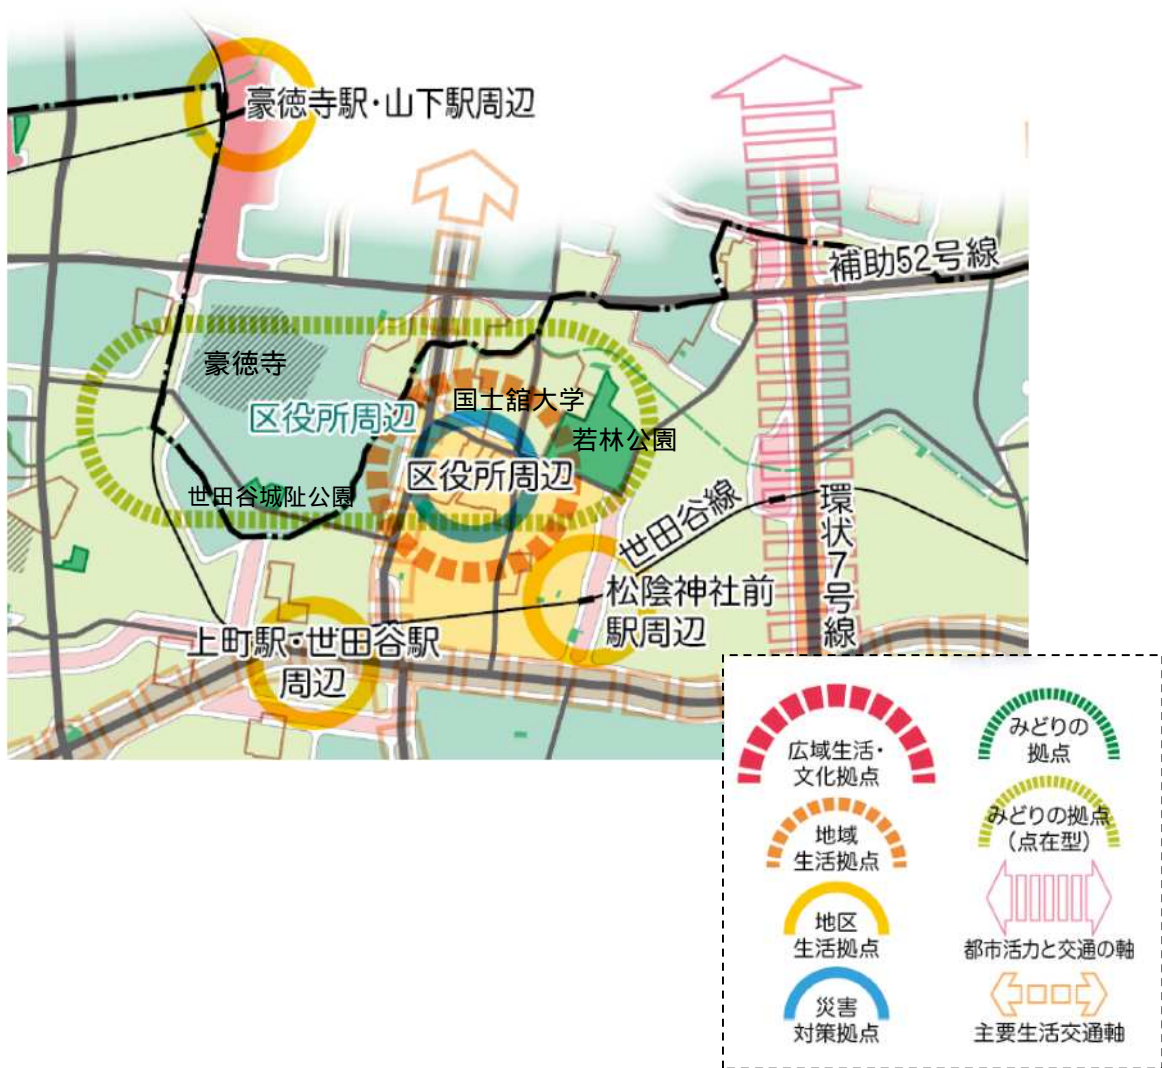 豪徳寺駅・山下駅周辺
補助52号線
豪徳寺
国士舘大学
区役所周辺
若林公園
区役所周辺
世田谷城阯公園
世田谷線
環状7号線
松陰神社前
駅周辺
上町駅・世田谷駅
周辺
広域生活・
文化拠点
みどりの
拠点
地域
生活拠点
みどりの拠点
(点在型)
地区
生活拠点
都市活力と交通の軸
災害
対策拠点
主要生活交通軸